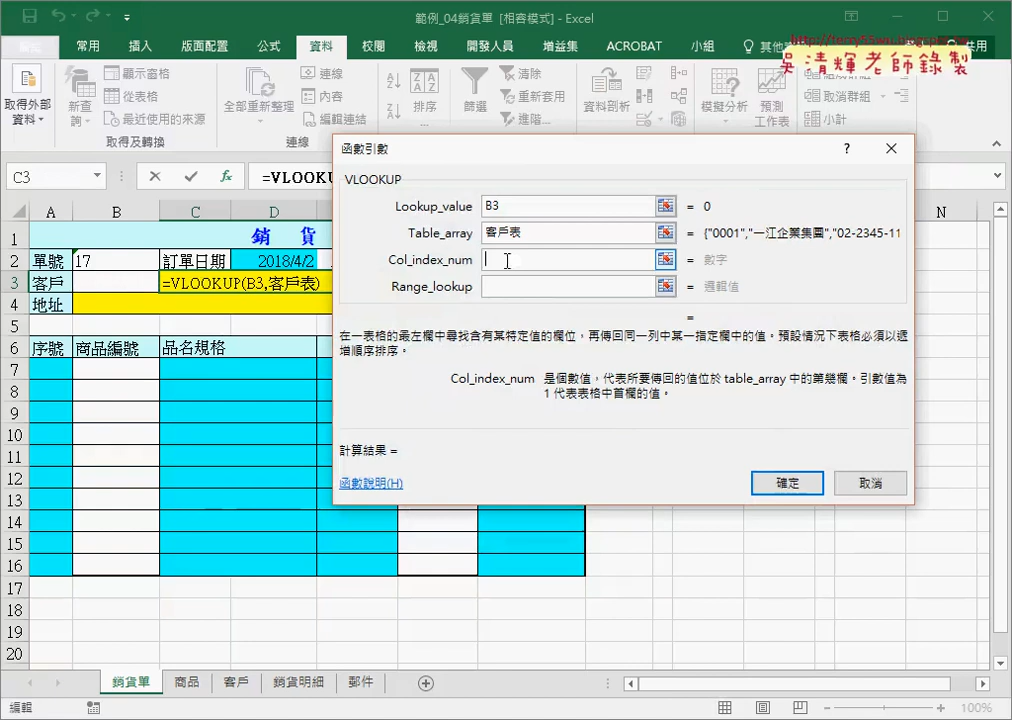 範例_04銷貨單 [相容模式] - Excel
常用 插入 版面配置 公式 資料 校閱 檢視 開發人員 增益集 ACROBAT 小組 其他 共用
吳清輝老師錄製
取得外部資料
新查詢
顯示窗格
從表格
最近使用的來源
取得及轉換
全部重新整理
連線
內容
編輯連結
連線
排序
篩選
清除
重新套用
進階...
資料剖析
模擬分析
預測工作表
取消群組
小計
C3 =VLOOKU
函數引數
VLOOKUP
Lookup_value B3 = 0
Table_array 客戶表 = {"0001","一江企業集團","02-2345-11
Col_index_num = 數字
Range_lookup = 邏輯值
=
在一表格的最左欄中尋找含有某特定值的欄位，再傳回同一列中某一指定欄中的值。預設情況下表格必須以遞
增順序排序。
Col_index_num 是個數值，代表所要傳回的值位於 table_array 中的第幾欄。引數值為
1 代表表格中首欄的值。
計算結果 =
函數說明(H) 確定 取消
A B C D N
1 銷 貨
2 單號 17 訂單日期 2018/4/2
3 客戶 =VLOOKUP(B3,客戶表)
4 地址
5
6 序號 商品編號 品名規格
7
8
9
10
11
12
13
14
15
16
17
18
19
20
銷貨單 商品 客戶 銷貨明細 郵件
編輯 100%